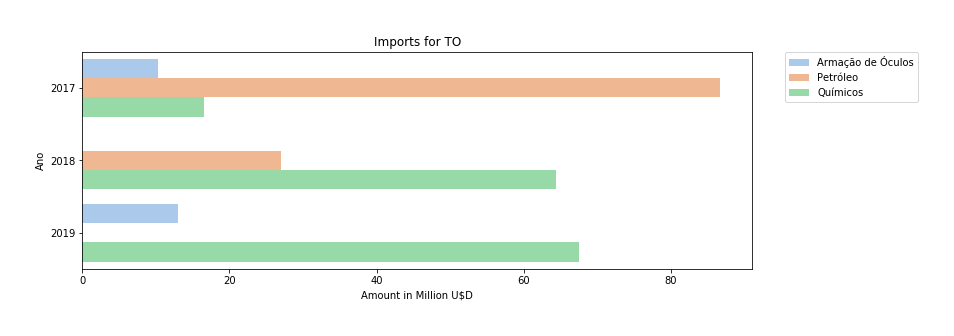 Imports for TO
Armação de Óculos
Petróleo
Químicos
2017
2018
2019
Ano
0 20 40 60 80
Amount in Million U$D